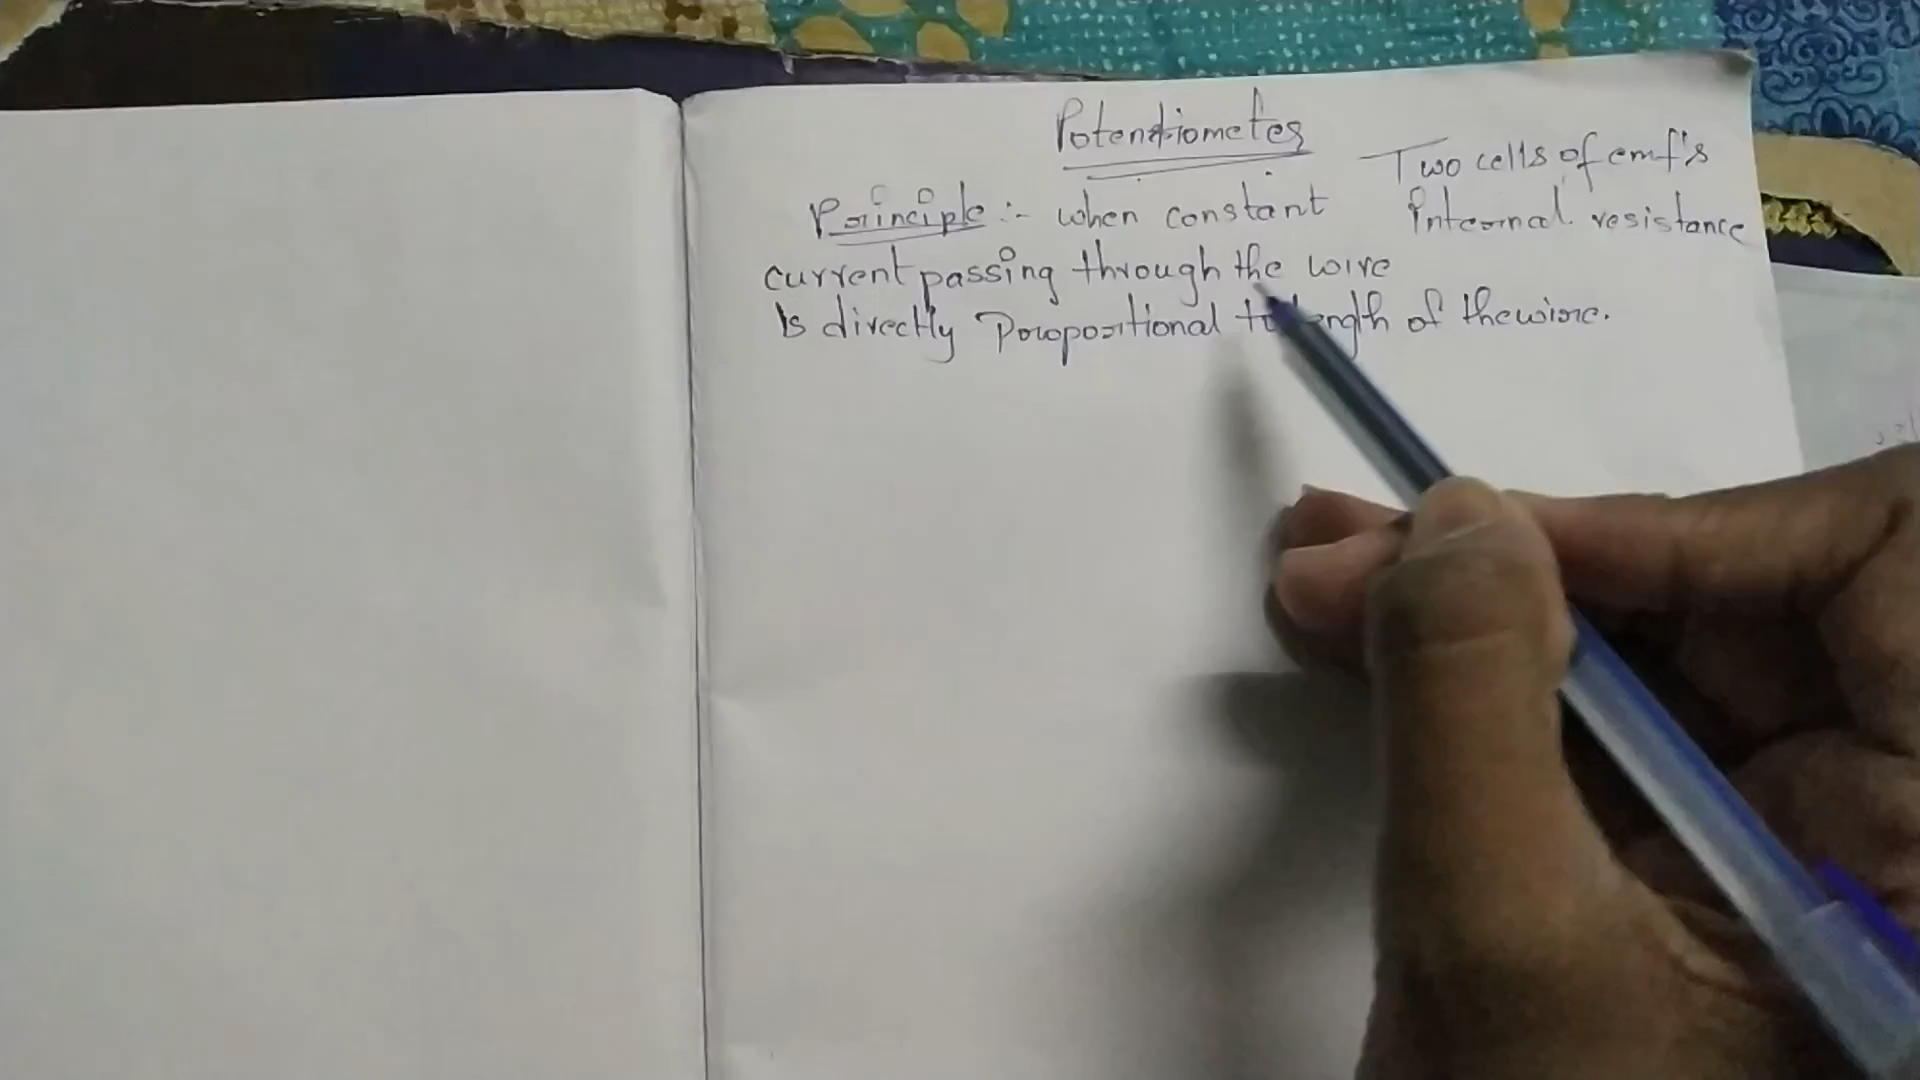 Potentiometer
Two cells of emf's
Internal resistance
Principle :- when constant
current passing through the wire
Is directly Proportional to length of the wire.